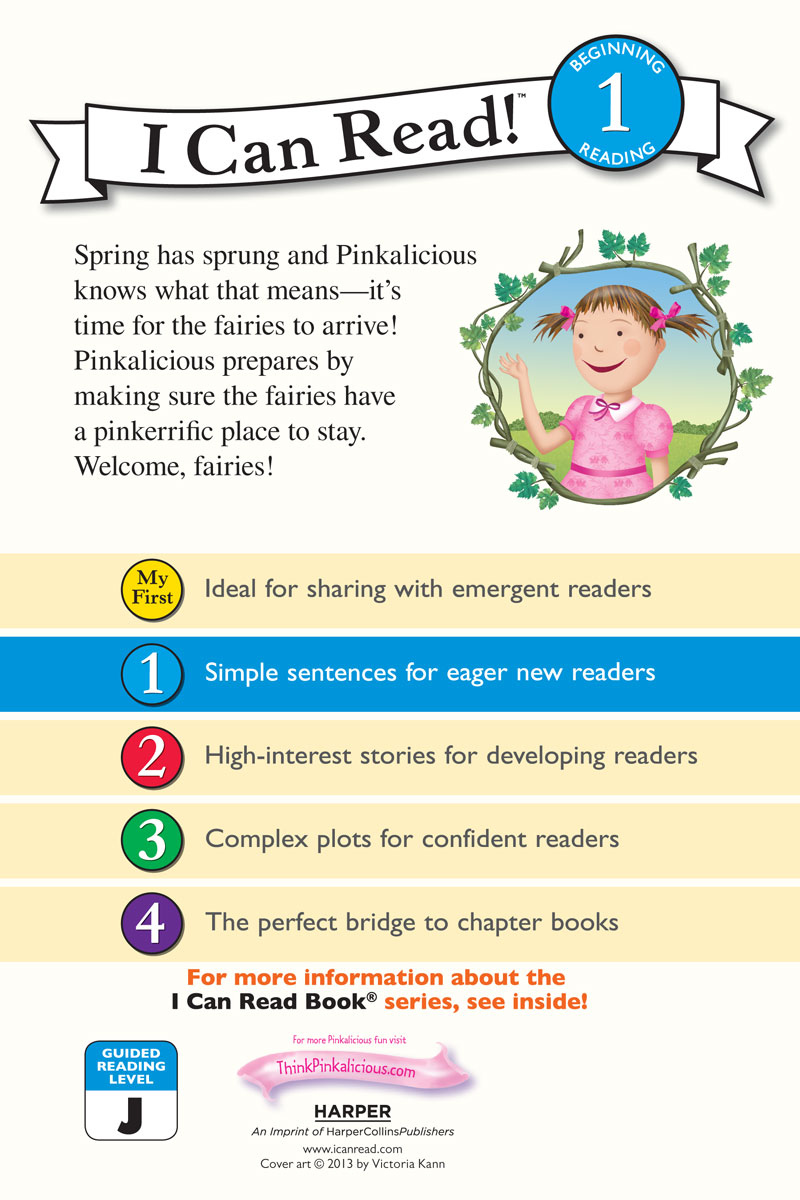 I Can Read!™
BEGINNING
1
READING
Spring has sprung and Pinkalicious
knows what that means—it's
time for the fairies to arrive!
Pinkalicious prepares by
making sure the fairies have
a pinkerrific place to stay.
Welcome, fairies!
My
First
Ideal for sharing with emergent readers
1 Simple sentences for eager new readers
2 High-interest stories for developing readers
3 Complex plots for confident readers
4 The perfect bridge to chapter books
For more information about the
I Can Read Book® series, see inside!
GUIDED
READING
LEVEL
J
For more Pinkalicious fun visit
ThinkPinkalicious.com
HARPER
An Imprint of HarperCollinsPublishers
www.icanread.com
Cover art © 2013 by Victoria Kann